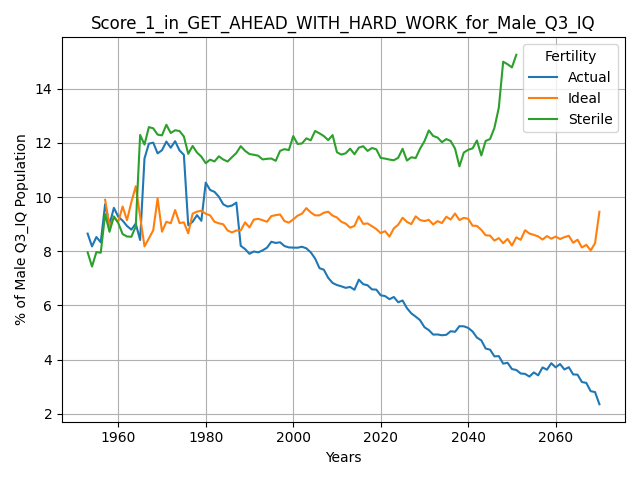 Score_1_in_GET_AHEAD_WITH_HARD_WORK_for_Male_Q3_IQ
Fertility
Actual
Ideal
Sterile
% of Male Q3_IQ Population
14
12
10
8
6
4
2
1960
1980
2000
2020
2040
2060
Years